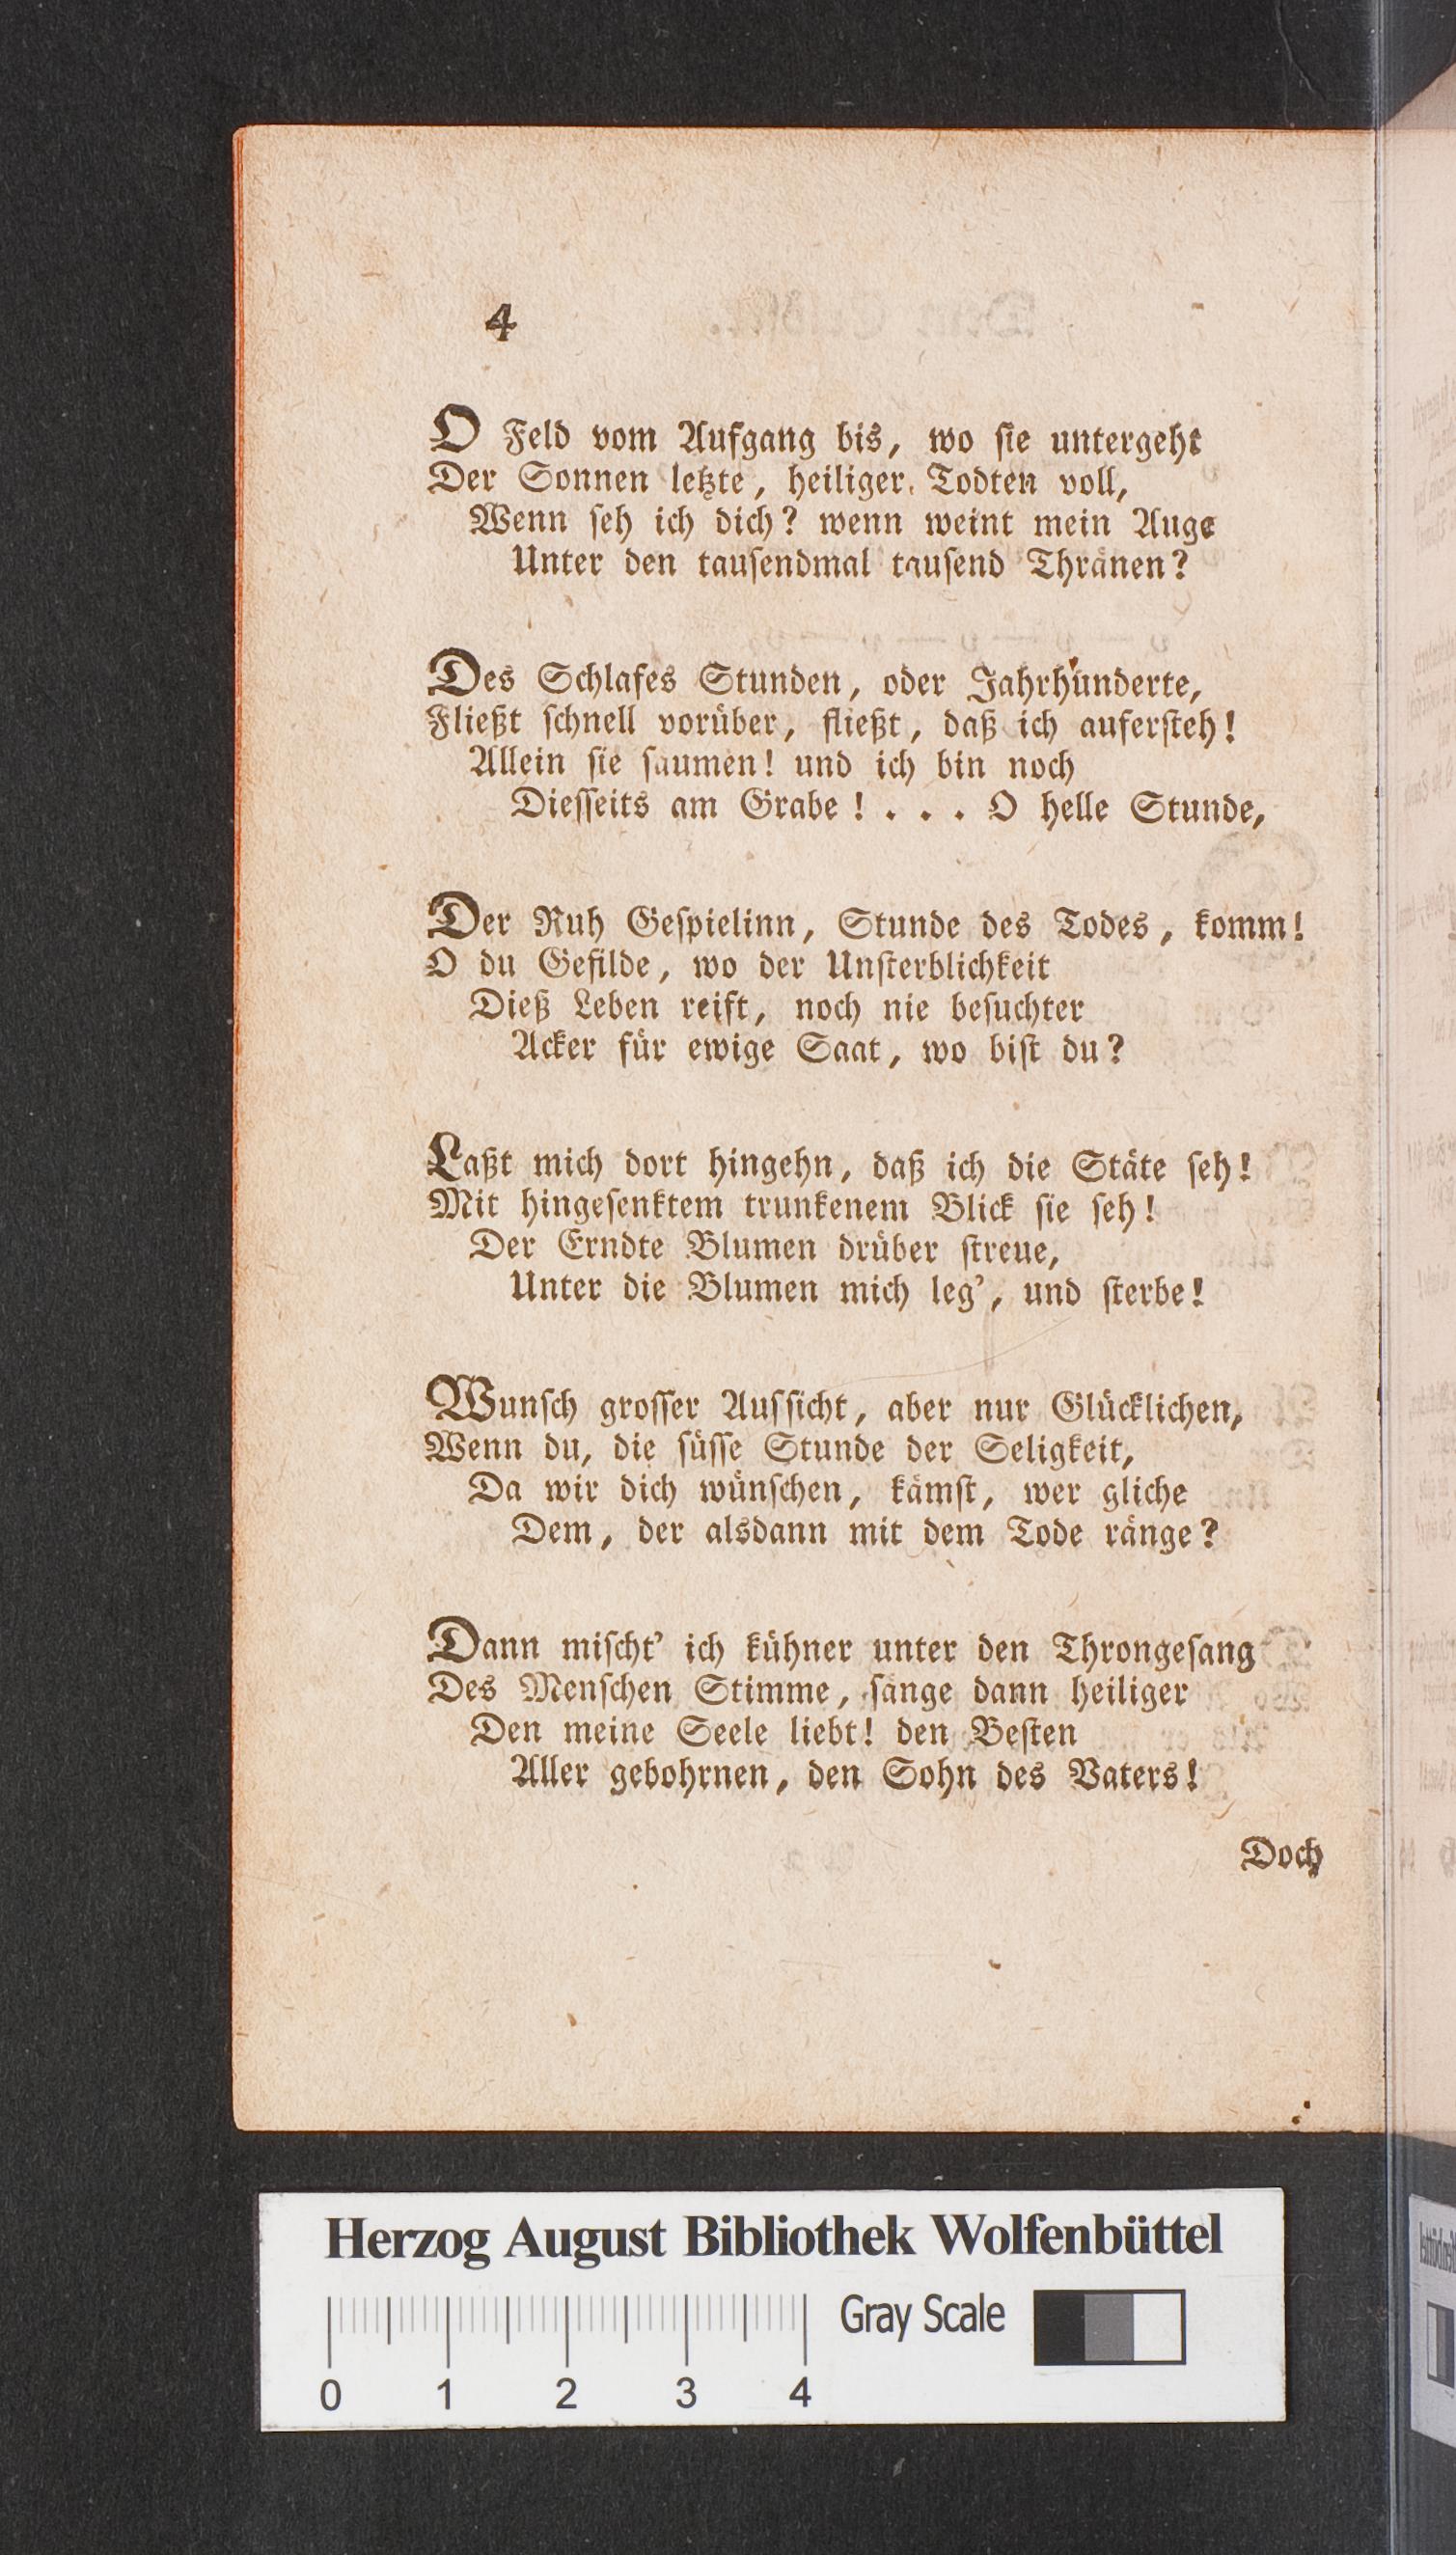 4
O Feld vom Aufgang bis, wo sie untergeht
Der Sonnen letzte, heiliger Todten voll,
Wenn seh ich dich? wenn weint mein Auge
Unter den tausendmal tausend Thränen?
Des Schlafes Stunden, oder Jahrhunderte,
Fließt schnell vorüber, fließt, daß ich aufersteh!
Allein sie säumen! und ich bin noch
Diesseits am Grabe! . . . O helle Stunde,
Der Ruh Gespielinn, Stunde des Todes, komm!
O du Gefilde, wo der Unsterblichkeit
Dieß Leben reift, noch nie besuchter
Acker für ewige Saat, wo bist du?
Laßt mich dort hingehn, daß ich die Stäte seh!
Mit hingesenktem trunkenem Blick sie seh!
Der Erndte Blumen drüber streue,
Unter die Blumen mich leg', und sterbe!
Wunsch grosser Aussicht, aber nur Glücklichen,
Wenn du, die süsse Stunde der Seligkeit,
Da wir dich wünschen, kämst, wer gliche
Dem, der alsdann mit dem Tode ränge?
Dann mischt' ich kühner unter den Throngesang
Des Menschen Stimme, sänge dann heiliger
Den meine Seele liebt! den Besten
Aller gebohrnen, den Sohn des Vaters!
Doch
Herzog August Bibliothek Wolfenbüttel
Gray Scale
0 1 2 3 4